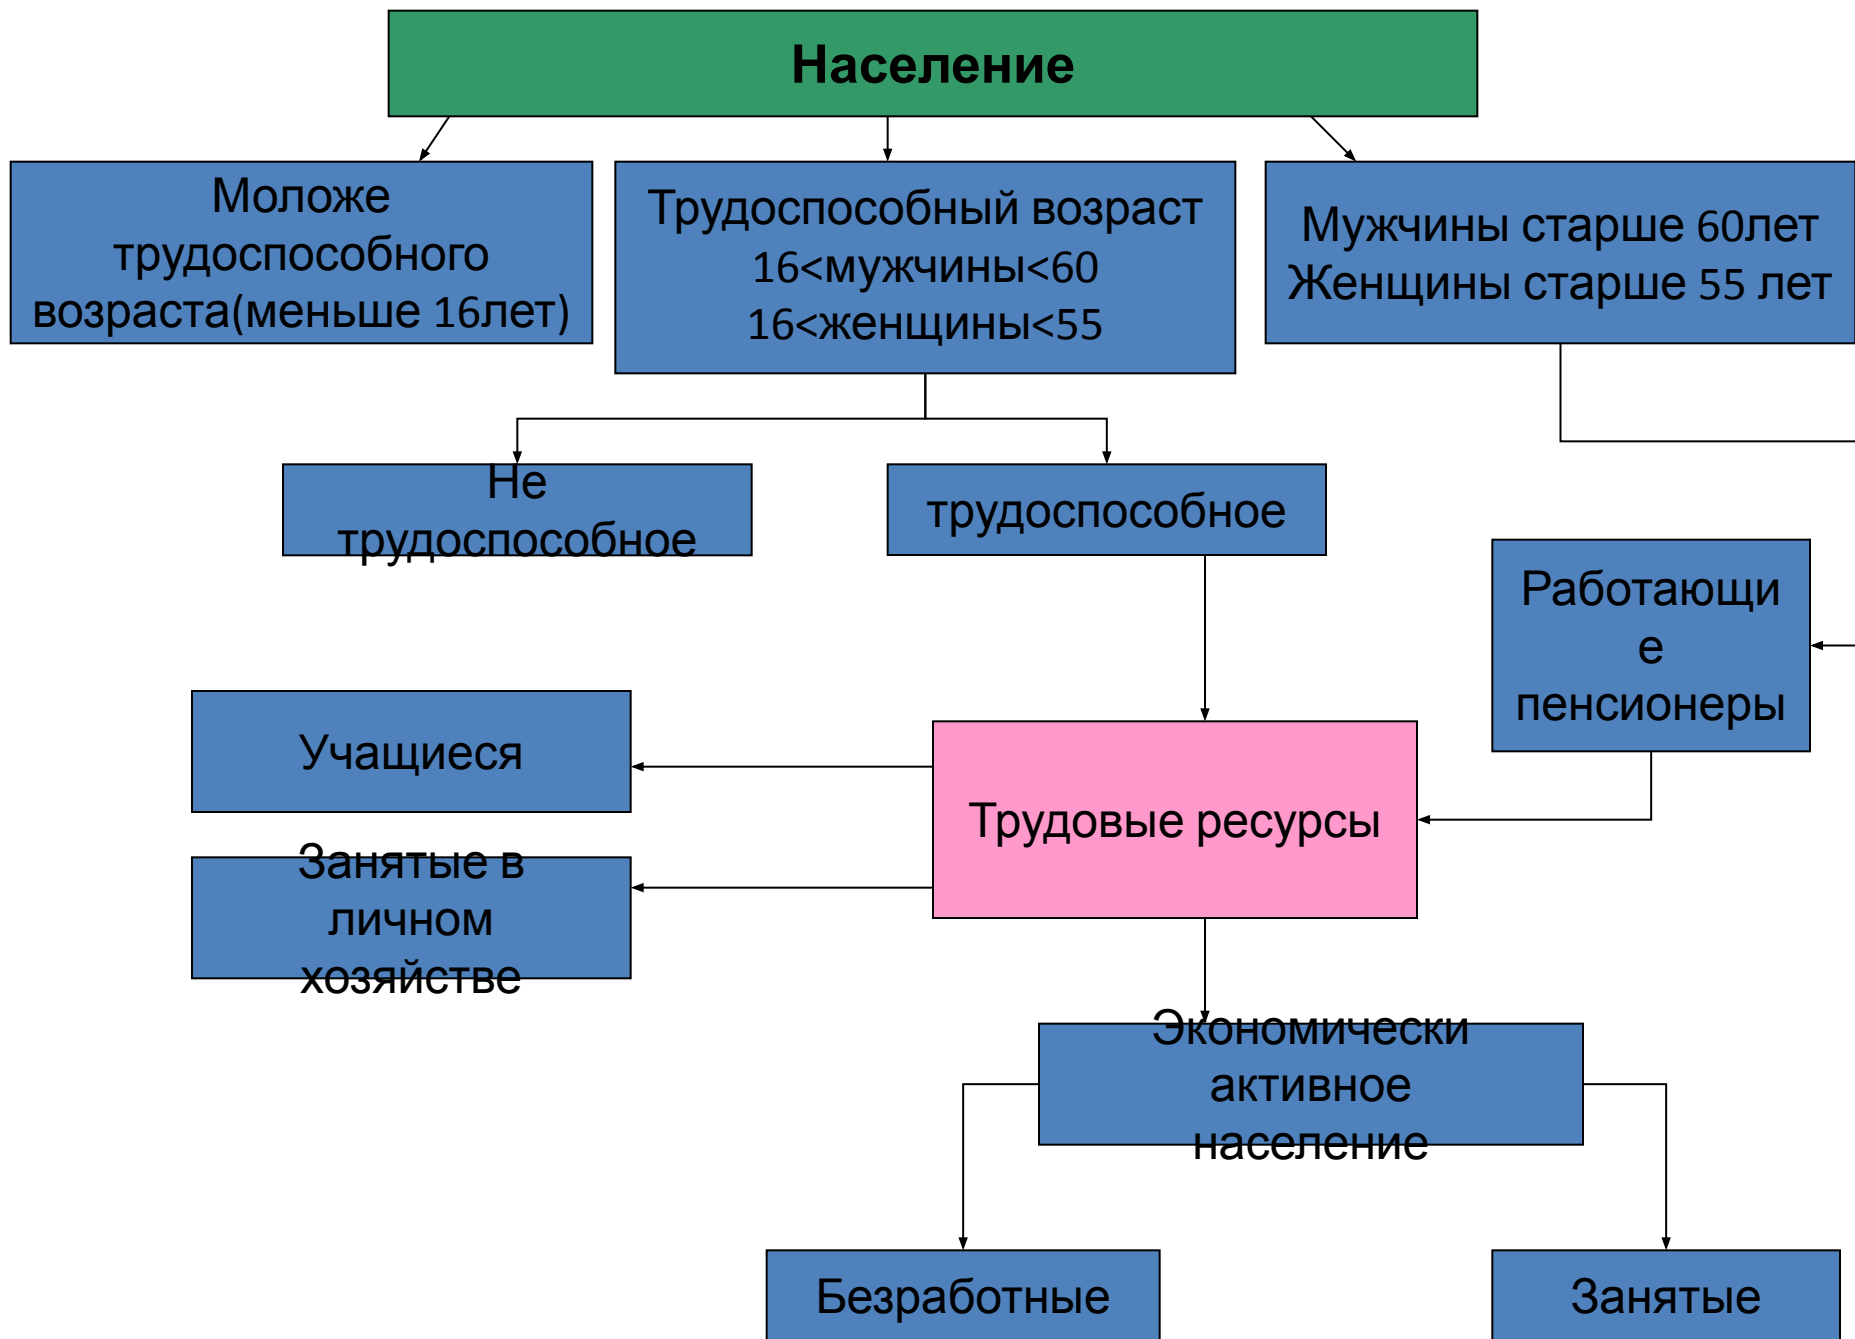 Население
Моложе
трудоспособного
возраста(меньше 16лет)
Трудоспособный возраст
16<мужчины<60
16<женщины<55
Мужчины старше 60лет
Женщины старше 55 лет
Не
трудоспособное
трудоспособное
Работающи
е
пенсионеры
Учащиеся
Трудовые ресурсы
Занятые в
личном
хозяйстве
Экономически
активное
население
Безработные
Занятые